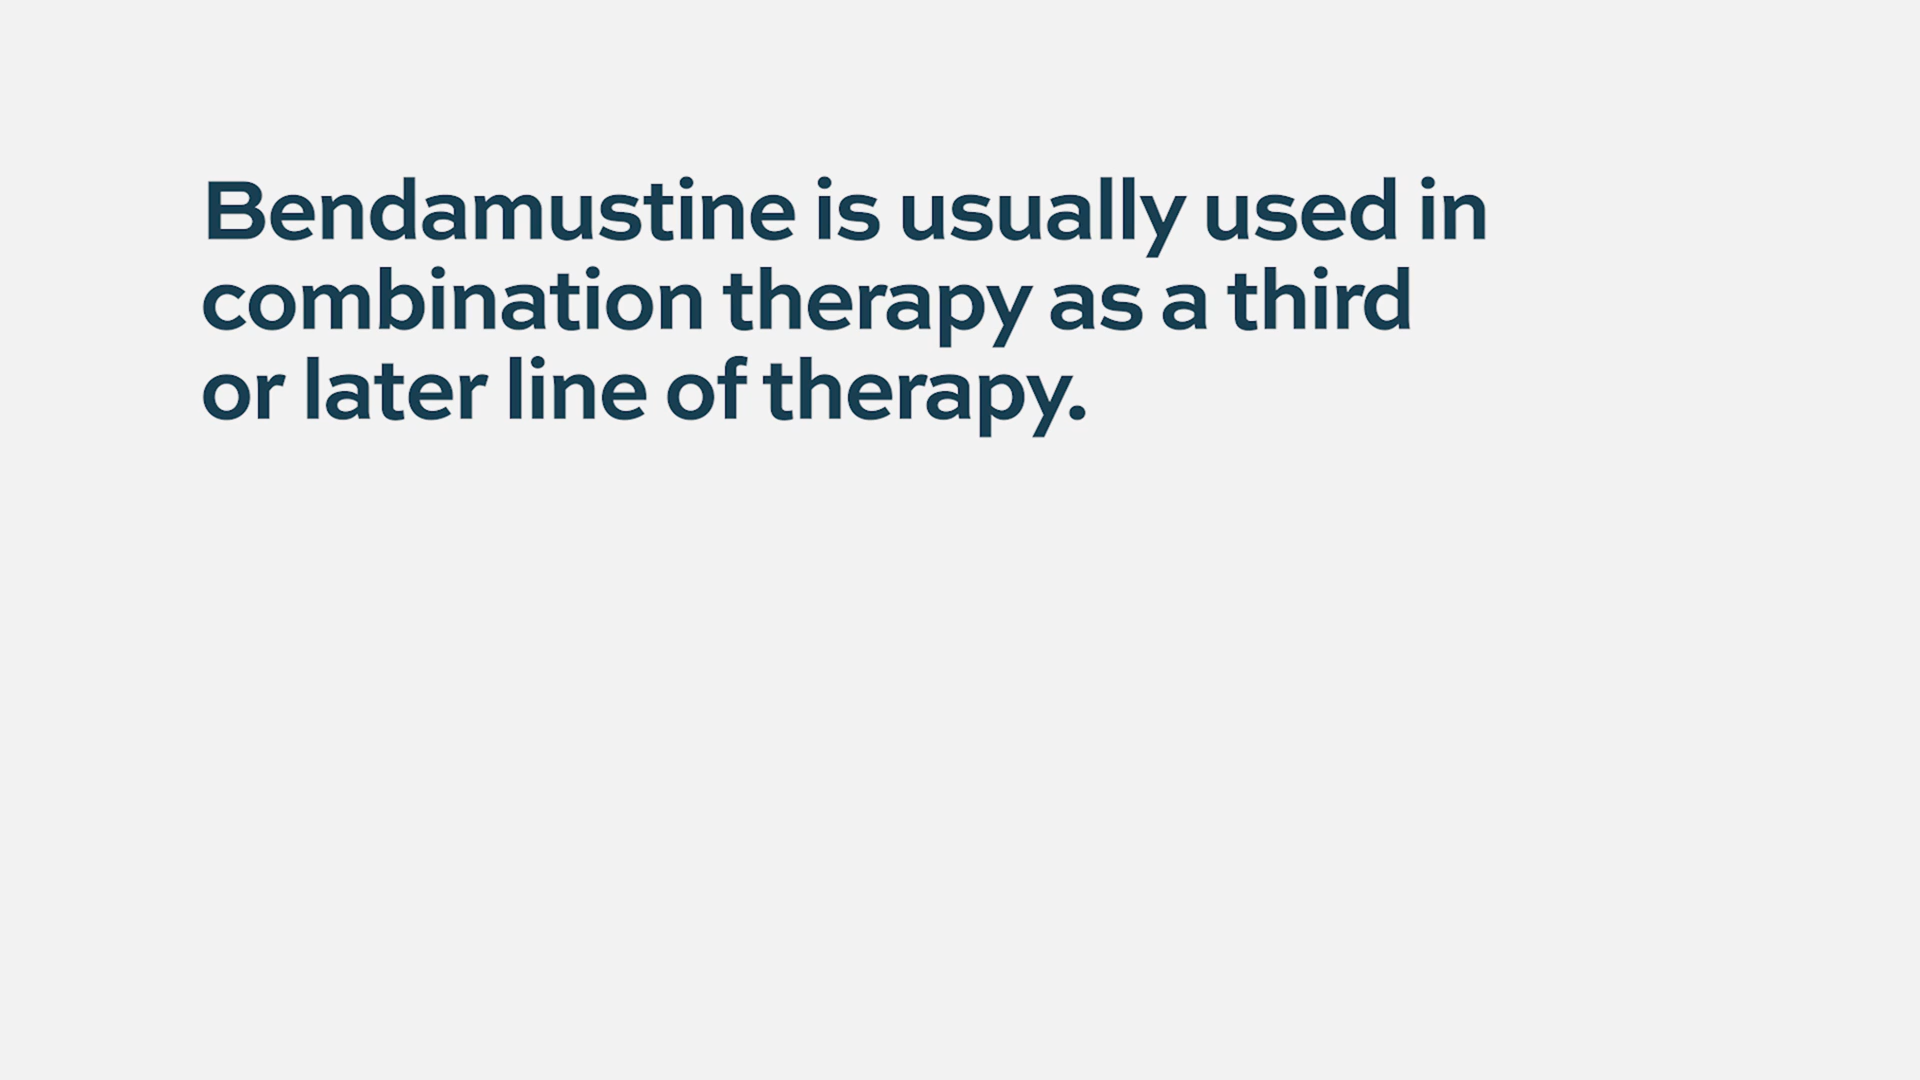 Bendamustine is usually used in
combination therapy as a third
or later line of therapy.